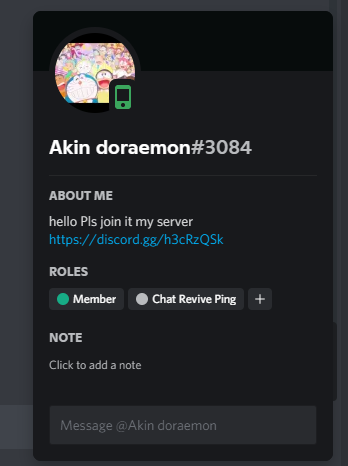 Akin doraemon#3084
ABOUT ME
hello Pls join it my server
https://discord.gg/h3cRzQSk
ROLES
Member
Chat Revive Ping
+
NOTE
Click to add a note
Message @Akin doraemon